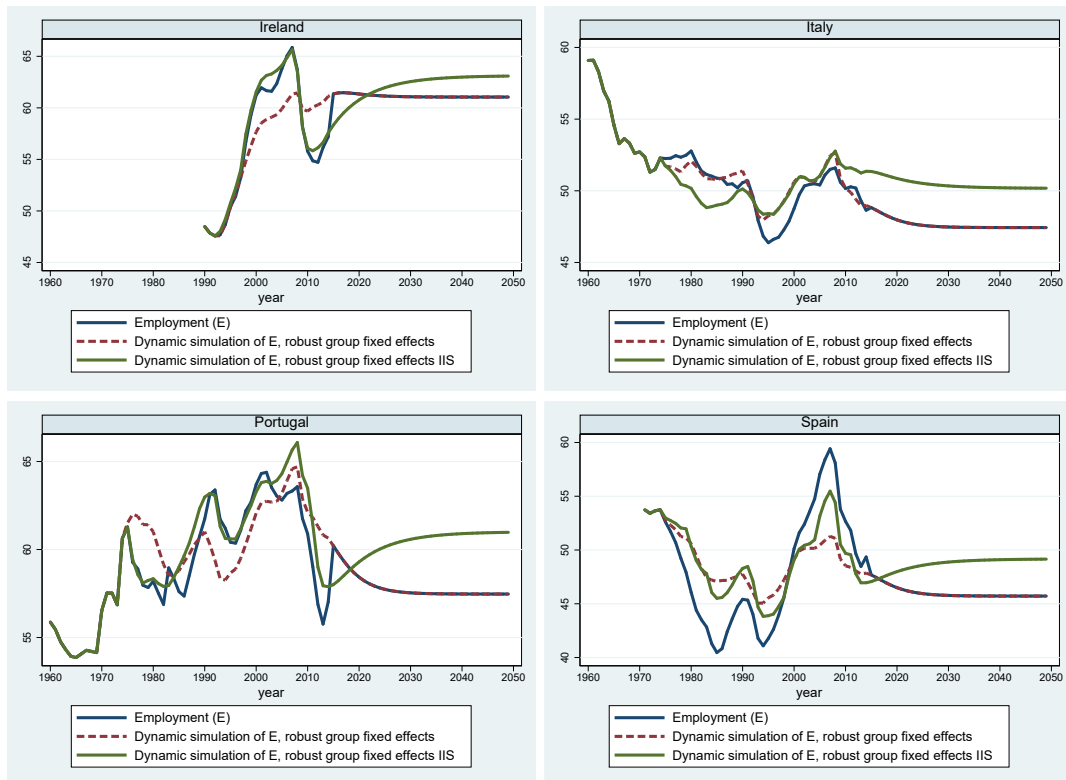 Ireland
65
60
55
50
45
1960 1970 1980 1990 2000 2010 2020 2030 2040 2050
year
Employment (E)
Dynamic simulation of E, robust group fixed effects
Dynamic simulation of E, robust group fixed effects IIS
Italy
60
55
50
45
1960 1970 1980 1990 2000 2010 2020 2030 2040 2050
year
Employment (E)
Dynamic simulation of E, robust group fixed effects
Dynamic simulation of E, robust group fixed effects IIS
Portugal
65
60
55
1960 1970 1980 1990 2000 2010 2020 2030 2040 2050
year
Employment (E)
Dynamic simulation of E, robust group fixed effects
Dynamic simulation of E, robust group fixed effects IIS
Spain
60
55
50
45
40
1960 1970 1980 1990 2000 2010 2020 2030 2040 2050
year
Employment (E)
Dynamic simulation of E, robust group fixed effects
Dynamic simulation of E, robust group fixed effects IIS